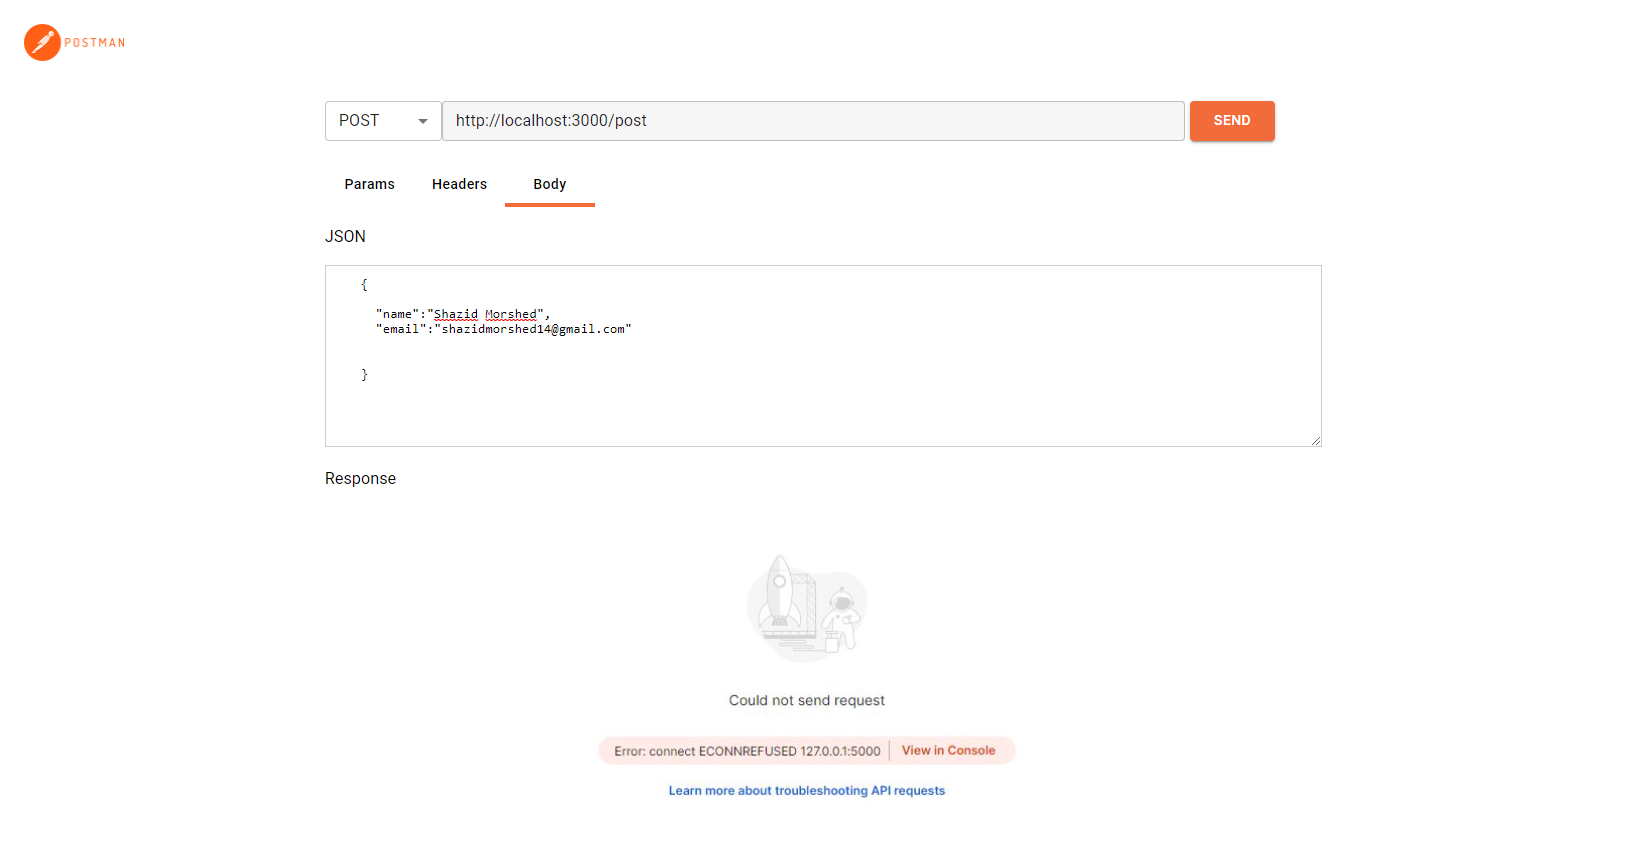 POSTMAN
POST http://localhost:3000/post SEND
Params Headers Body
JSON
{
"name":"Shazid Morshed",
"email":"shazidmorshed14@gmail.com"
}
Response
Could not send request
Error: connect ECONNREFUSED 127.0.0.1:5000 View in Console
Learn more about troubleshooting API requests